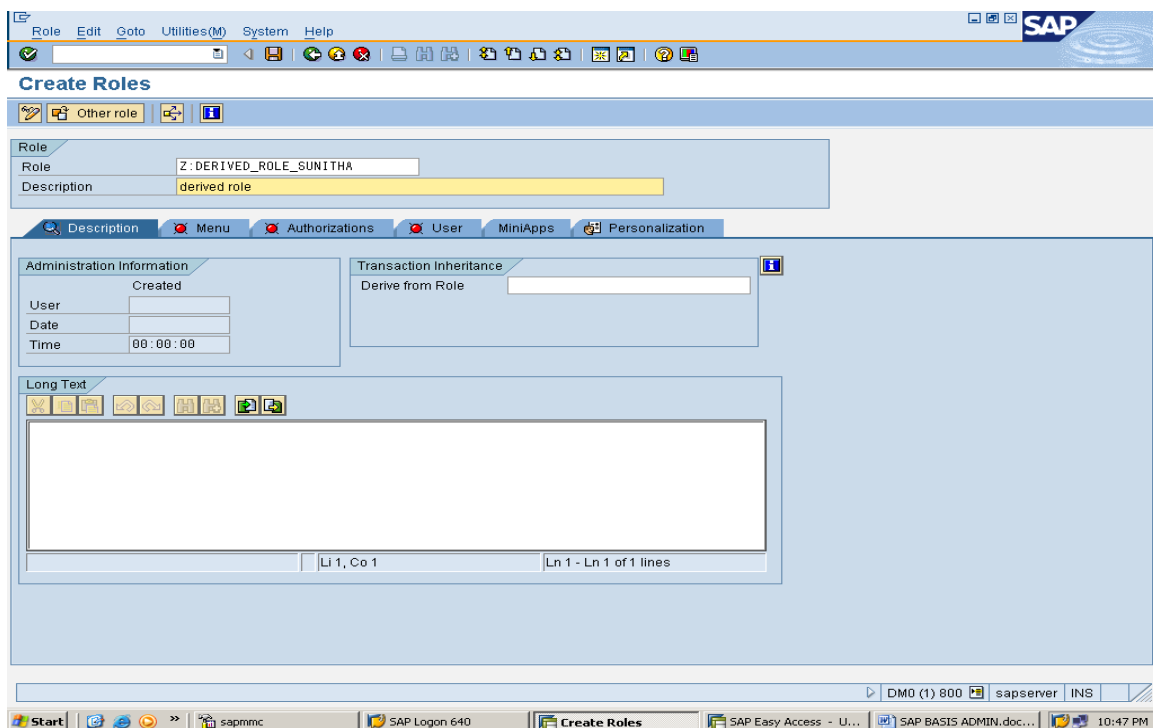 Role Edit Goto Utilities(M) System Help
SAP
Create Roles
Other role
Role
Role Z:DERIVED_ROLE_SUNITHA
Description derived role
Description Menu Authorizations User MiniApps Personalization
Administration Information
Created
User
Date
Time 00:00:00
Transaction Inheritance
Derive from Role
Long Text
Li 1, Co 1 Ln 1 - Ln 1 of 1 lines
DM0 (1) 800 sapserver INS
Start » sapmmc SAP Logon 640 Create Roles SAP Easy Access - U... SAP BASIS ADMIN.doc... 10:47 PM